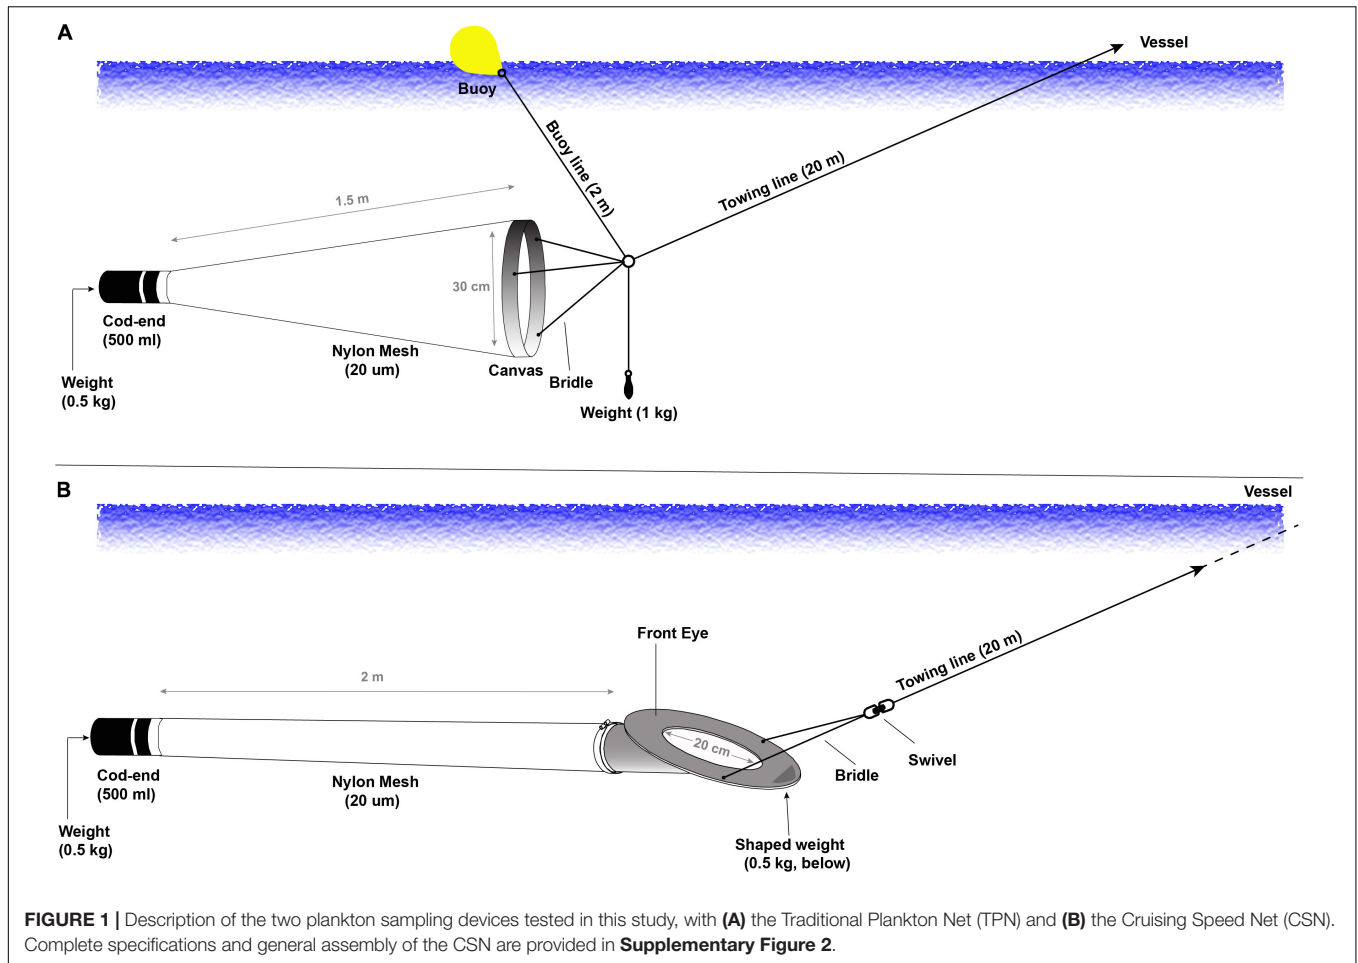 A
Vessel
Buoy
Buoy line (2 m)
Towing line (20 m)
1.5 m
30 cm
Cod-end
(500 ml)
Nylon Mesh
(20 um)
Canvas
Bridle
Weight
(0.5 kg)
Weight (1 kg)
B
Vessel
Front Eye
Towing line (20 m)
2 m
20 cm
Swivel
Bridle
Cod-end
(500 ml)
Nylon Mesh
(20 um)
Weight
(0.5 kg)
Shaped weight
(0.5 kg, below)
FIGURE 1 | Description of the two plankton sampling devices tested in this study, with (A) the Traditional Plankton Net (TPN) and (B) the Cruising Speed Net (CSN).
Complete specifications and general assembly of the CSN are provided in Supplementary Figure 2.